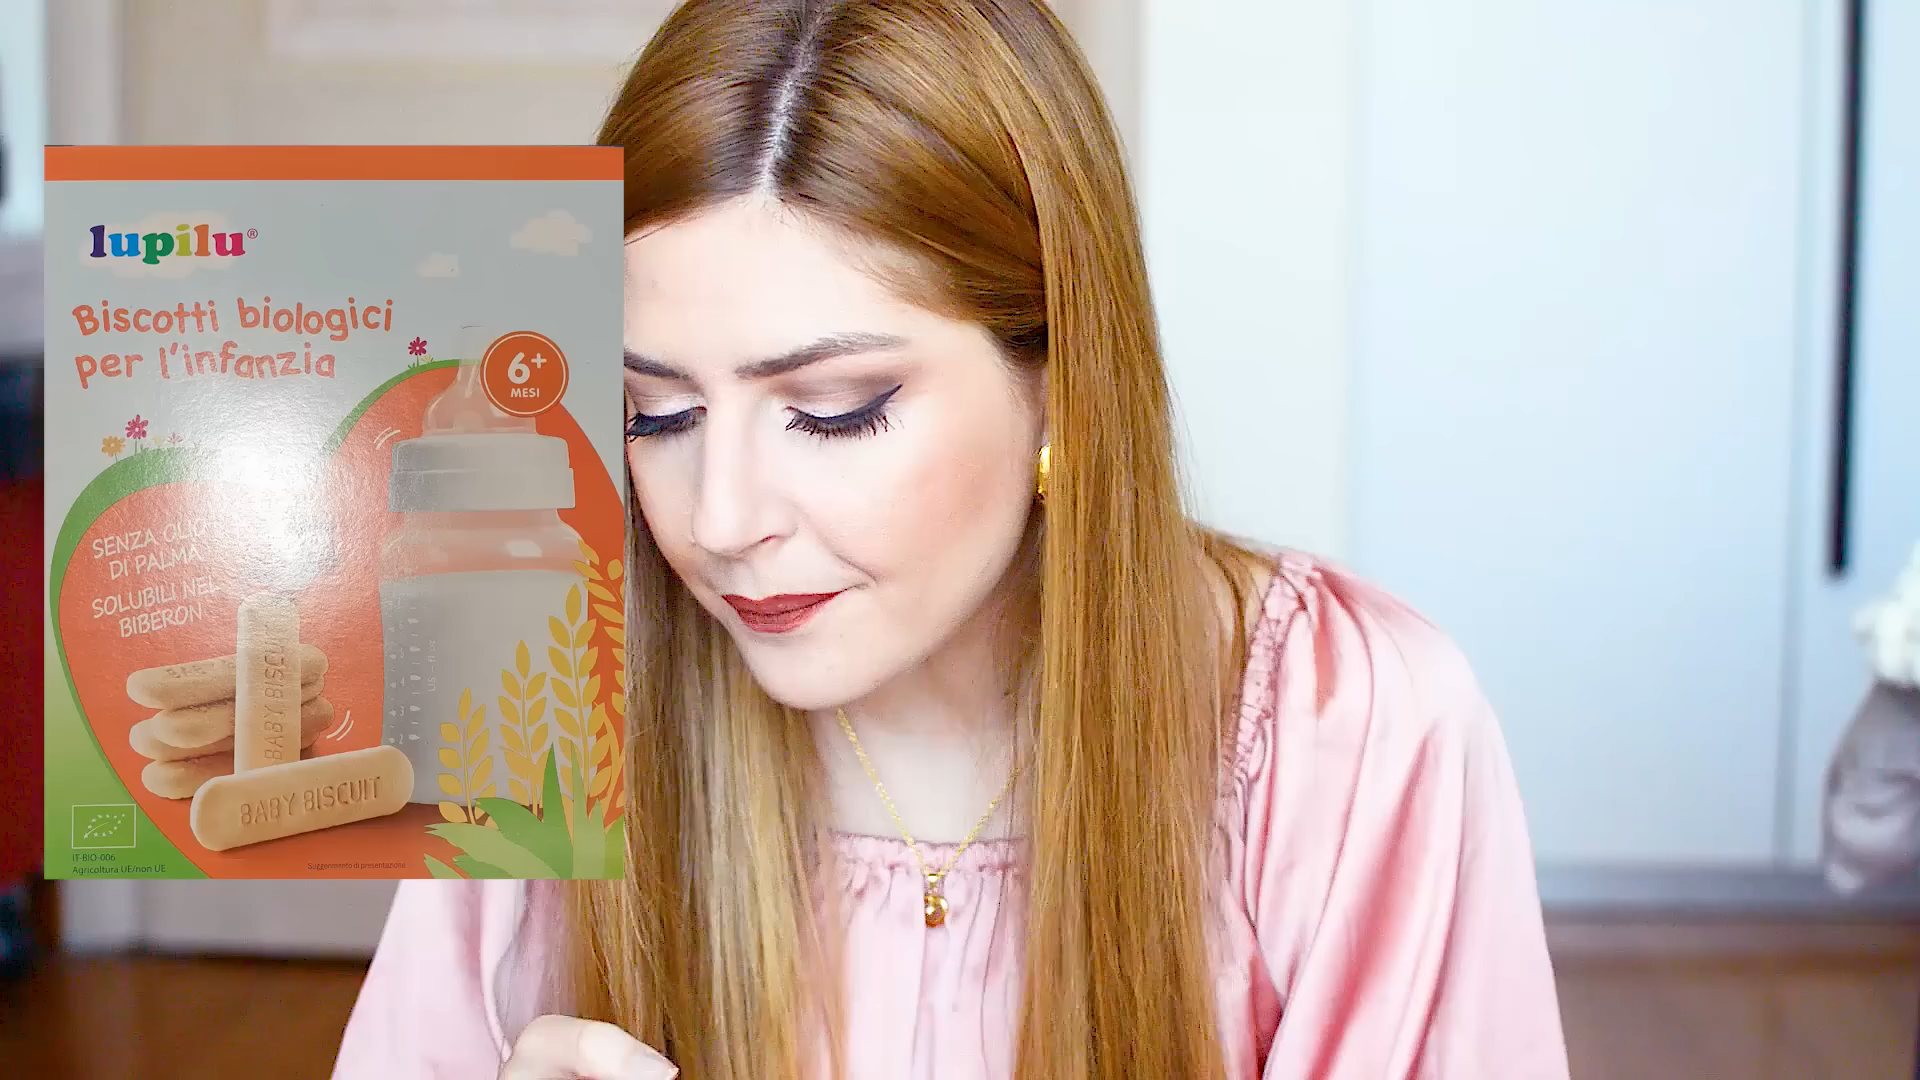 lupilu®
Biscotti biologici
per l'infanzia
6+
MESI
SENZA OLIO
DI PALMA
SOLUBILI NEL
BIBERON
BABY BISCUIT
BABY BISCUIT
IT-BIO-006
Agricoltura UE/non UE
Suggerimento di presentazione